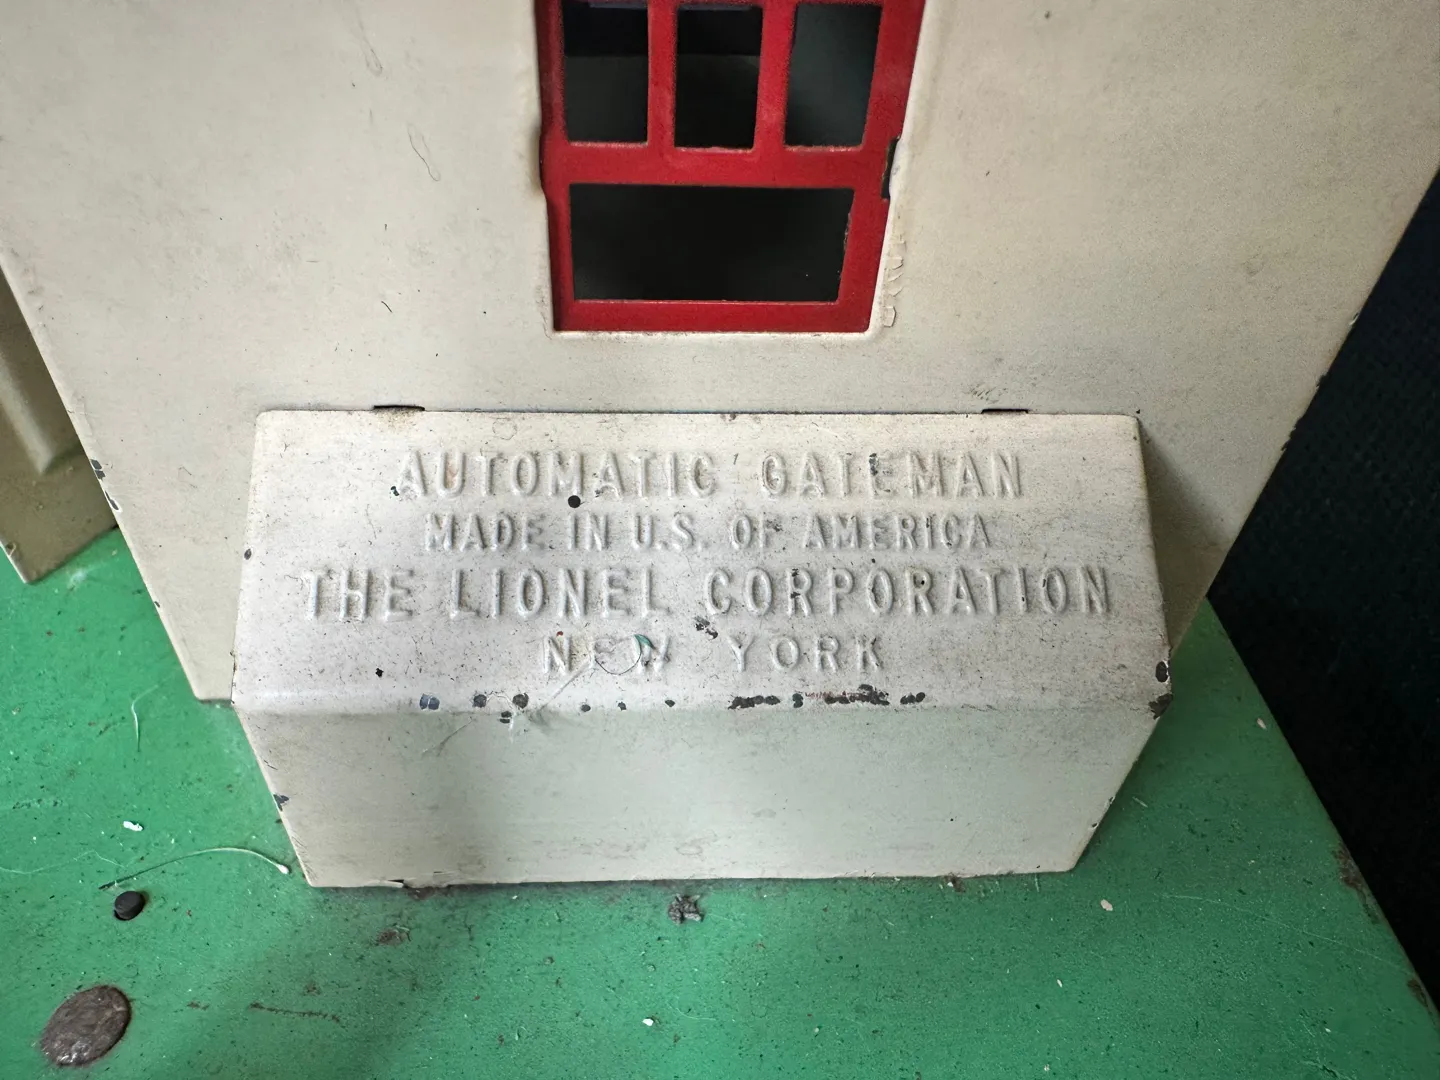 AUTOMATIC GATEMAN
MADE IN U.S. OF AMERICA
THE LIONEL CORPORATION
NEW YORK